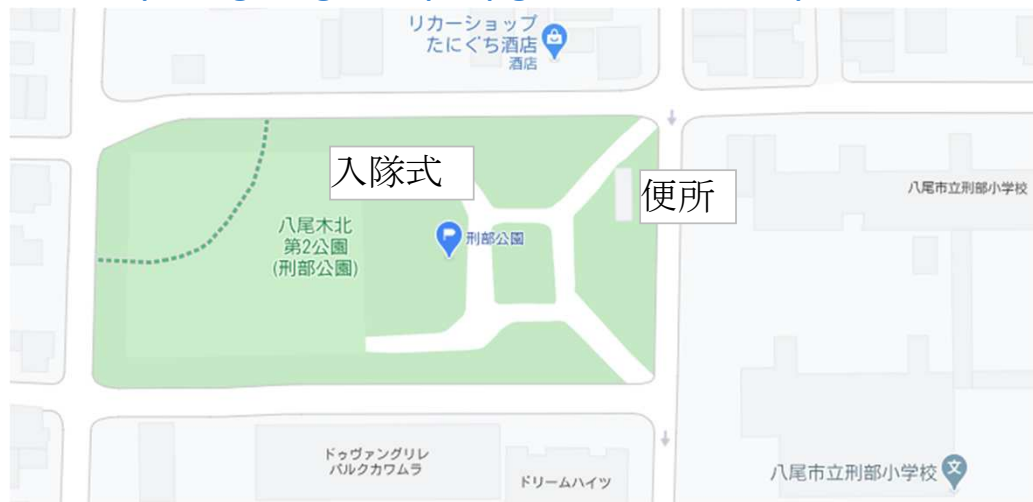 リカーショップ
たにぐち酒店
酒店
入隊式
便所
八尾市立刑部小学校
八尾木北
第2公園
(刑部公園)
刑部公園
ドゥヴァングリレ
パルクカワムラ
ドリームハイツ
八尾市立刑部小学校
文